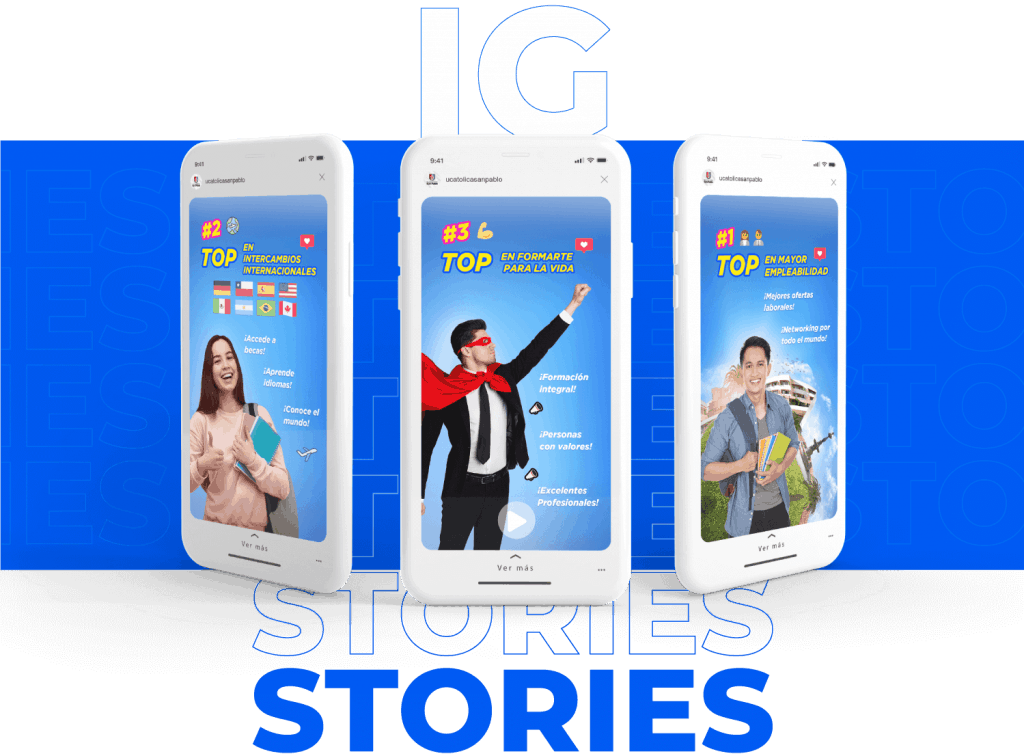 IG
9:41
ucatolicasanpablo
#2
TOP
EN
INTERCAMBIOS
INTERNACIONALES
¡Accede a
becas!
¡Aprende
idiomas!
¡Conoce el
mundo!
Ver más
9:41
ucatolicasanpablo
#3
TOP
EN FORMARTE
PARA LA VIDA
¡Formación
Integral!
¡Personas
con valores!
¡Excelentes
Profesionales!
Ver más
9:41
ucatolicasanpablo
#1
TOP
EN MAYOR
EMPLEABILIDAD
¡Mejores ofertas
laborales!
¡Networking por
todo el mundo!
Ver más
STORIES
STORIES